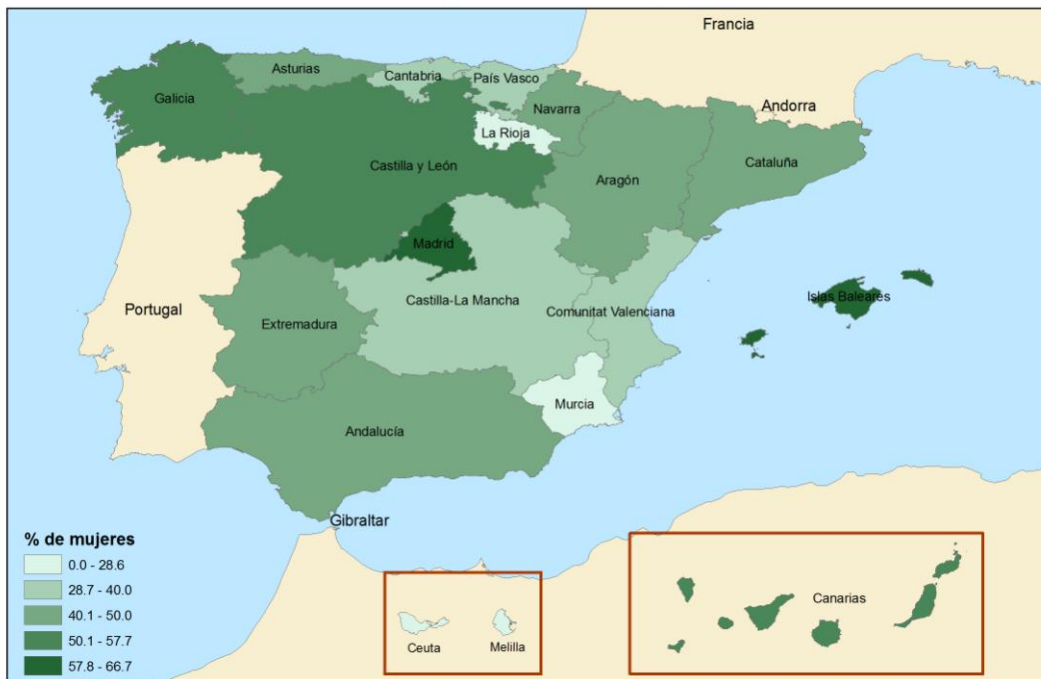 Francia
Asturias
Cantabria
País Vasco
Galicia
Navarra
Andorra
La Rioja
Castilla y León
Cataluña
Aragón
Madrid
Islas Baleares
Castilla-La Mancha
Portugal
Comunitat Valenciana
Extremadura
Murcia
Andalucía
Gibraltar
% de mujeres
0.0 - 28.6
28.7 - 40.0
40.1 - 50.0
50.1 - 57.7
57.8 - 66.7
Ceuta
Melilla
Canarias